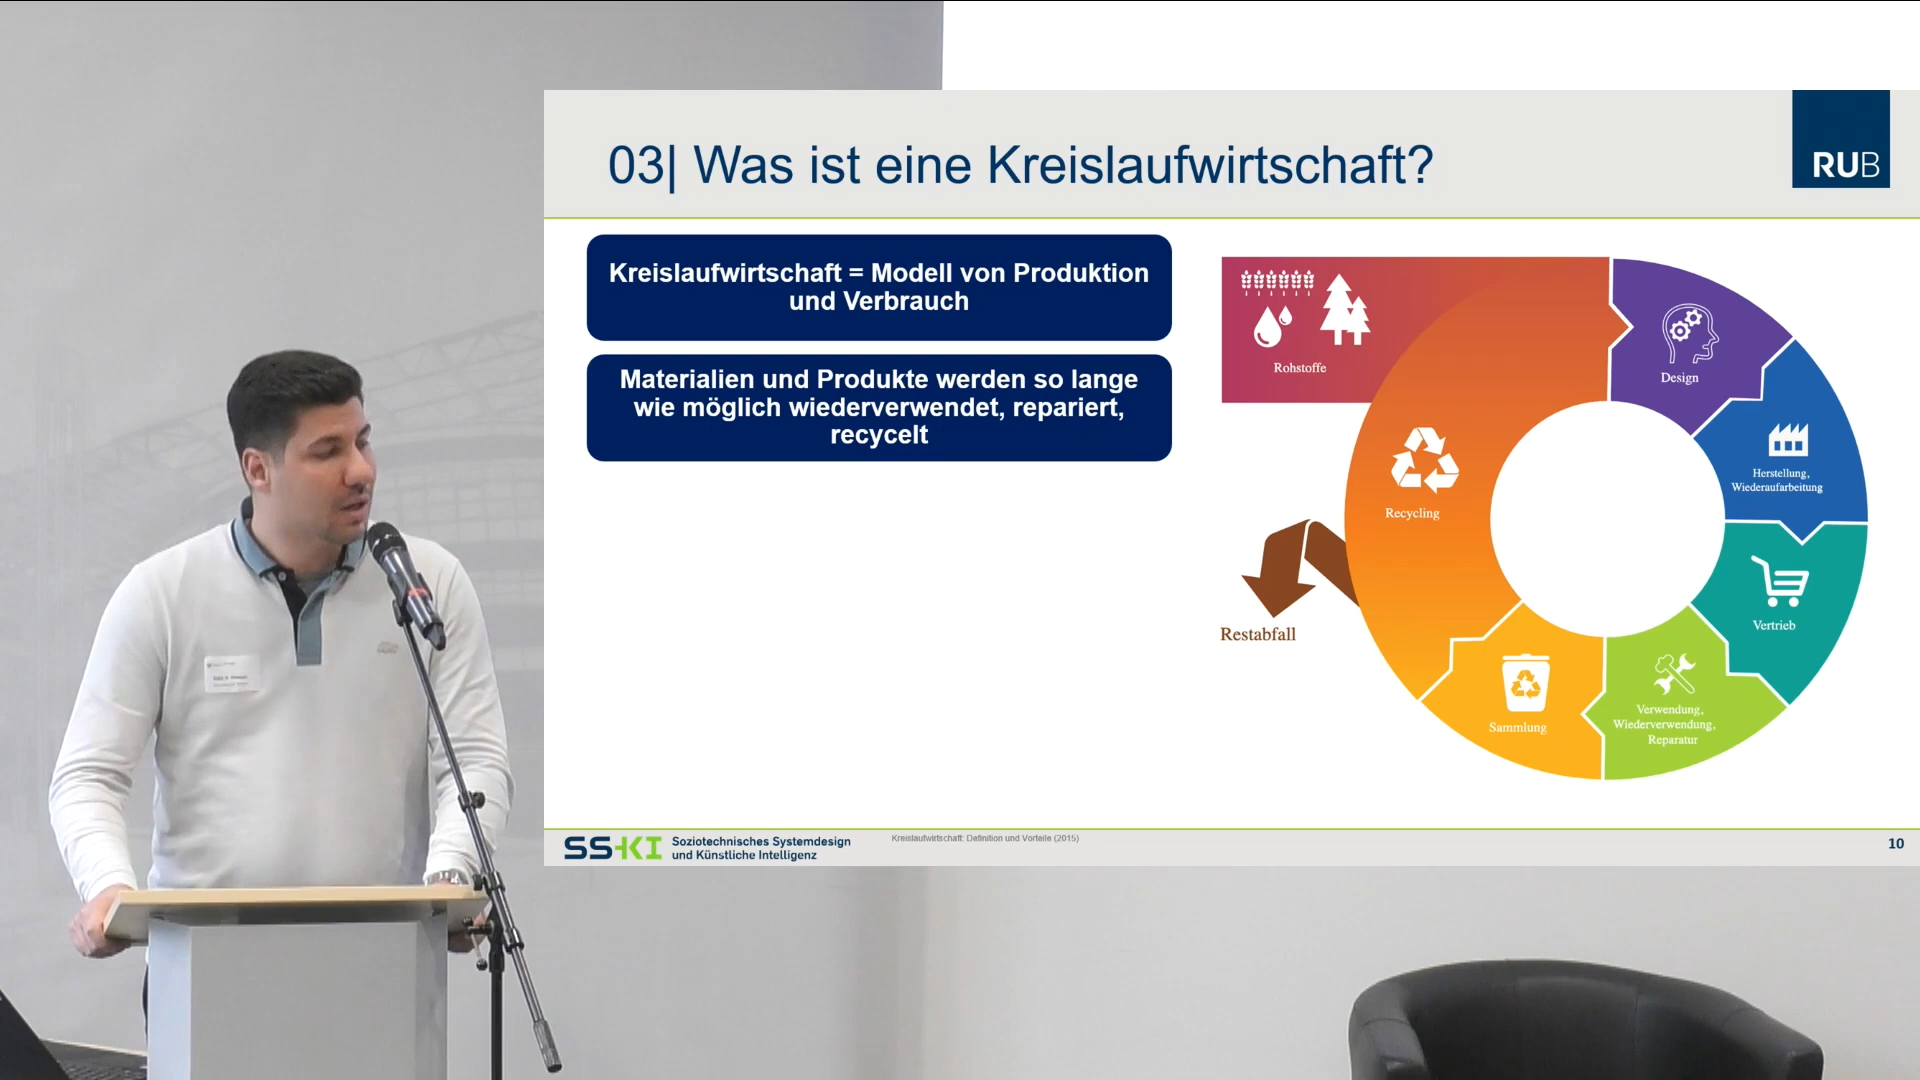 03| Was ist eine Kreislaufwirtschaft?
RUB
Kreislaufwirtschaft = Modell von Produktion
und Verbrauch
Materialien und Produkte werden so lange
wie möglich wiederverwendet, repariert,
recycelt
Rohstoffe
Design
Herstellung,
Wiederaufarbeitung
Vertrieb
Verwendung,
Wiederverwendung,
Reparatur
Sammlung
Recycling
Restabfall
SSKI Soziotechnisches Systemdesign
und Künstliche Intelligenz
Kreislaufwirtschaft: Definition und Vorteile (2015)
10